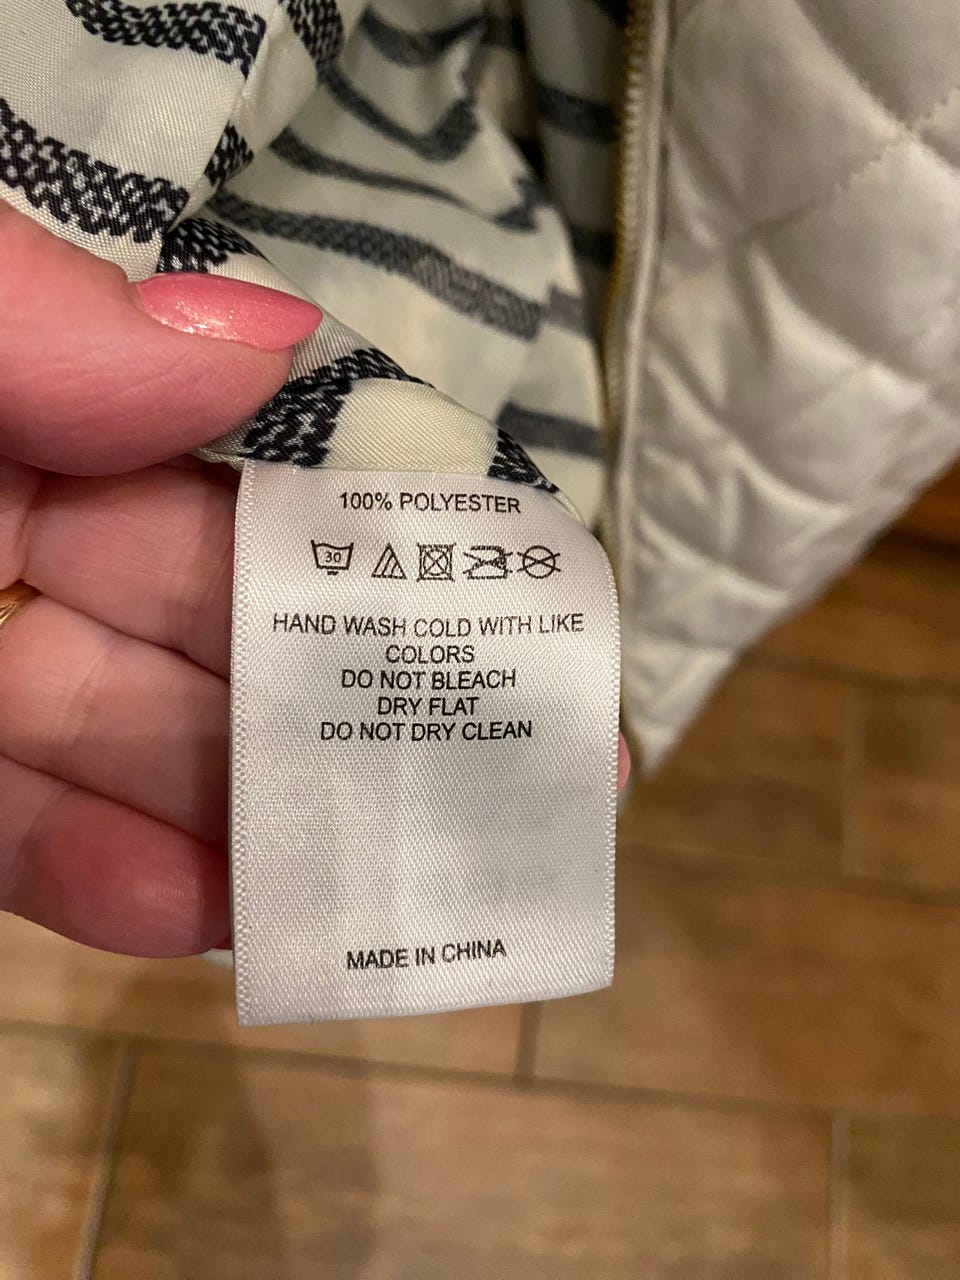 100% POLYESTER
30
HAND WASH COLD WITH LIKE
COLORS
DO NOT BLEACH
DRY FLAT
DO NOT DRY CLEAN
MADE IN CHINA